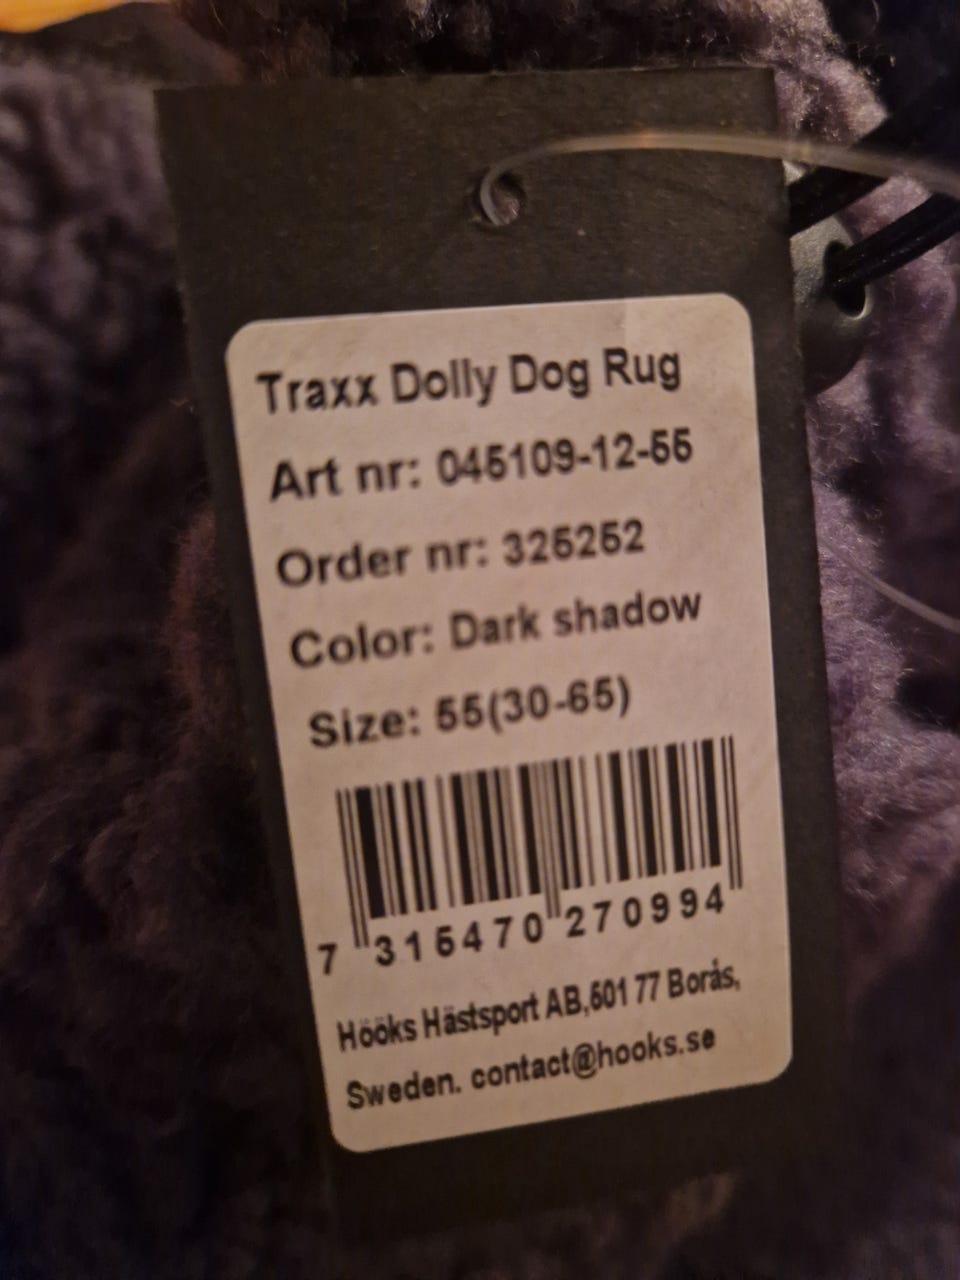 Traxx Dolly Dog Rug
Art nr: 045109-12-55
Order nr: 325252
Color: Dark shadow
Size: 55(30-65)
7 315470 270994
Hööks Hästsport AB,501 77 Borås,
Sweden. contact@hooks.se